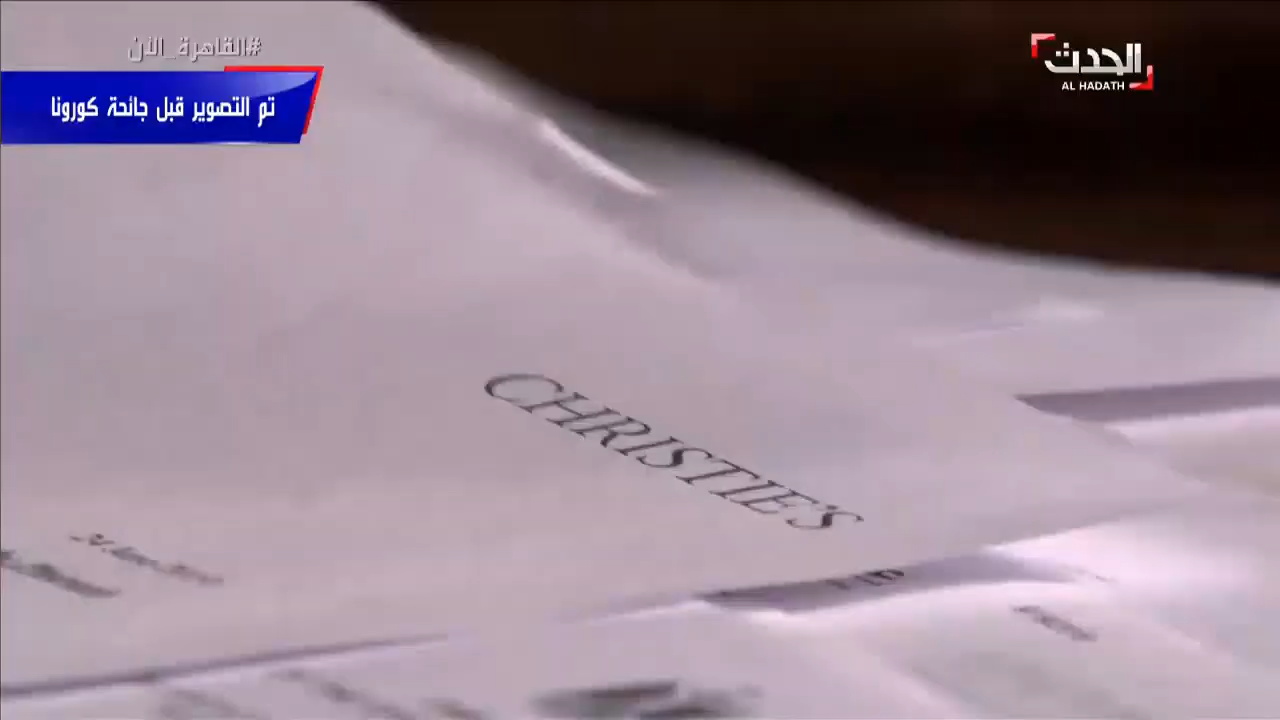 #القاهرة_الآن
الحدث
AL HADATH
تم التصوير قبل جائحة كورونا
CHRISTIE'S